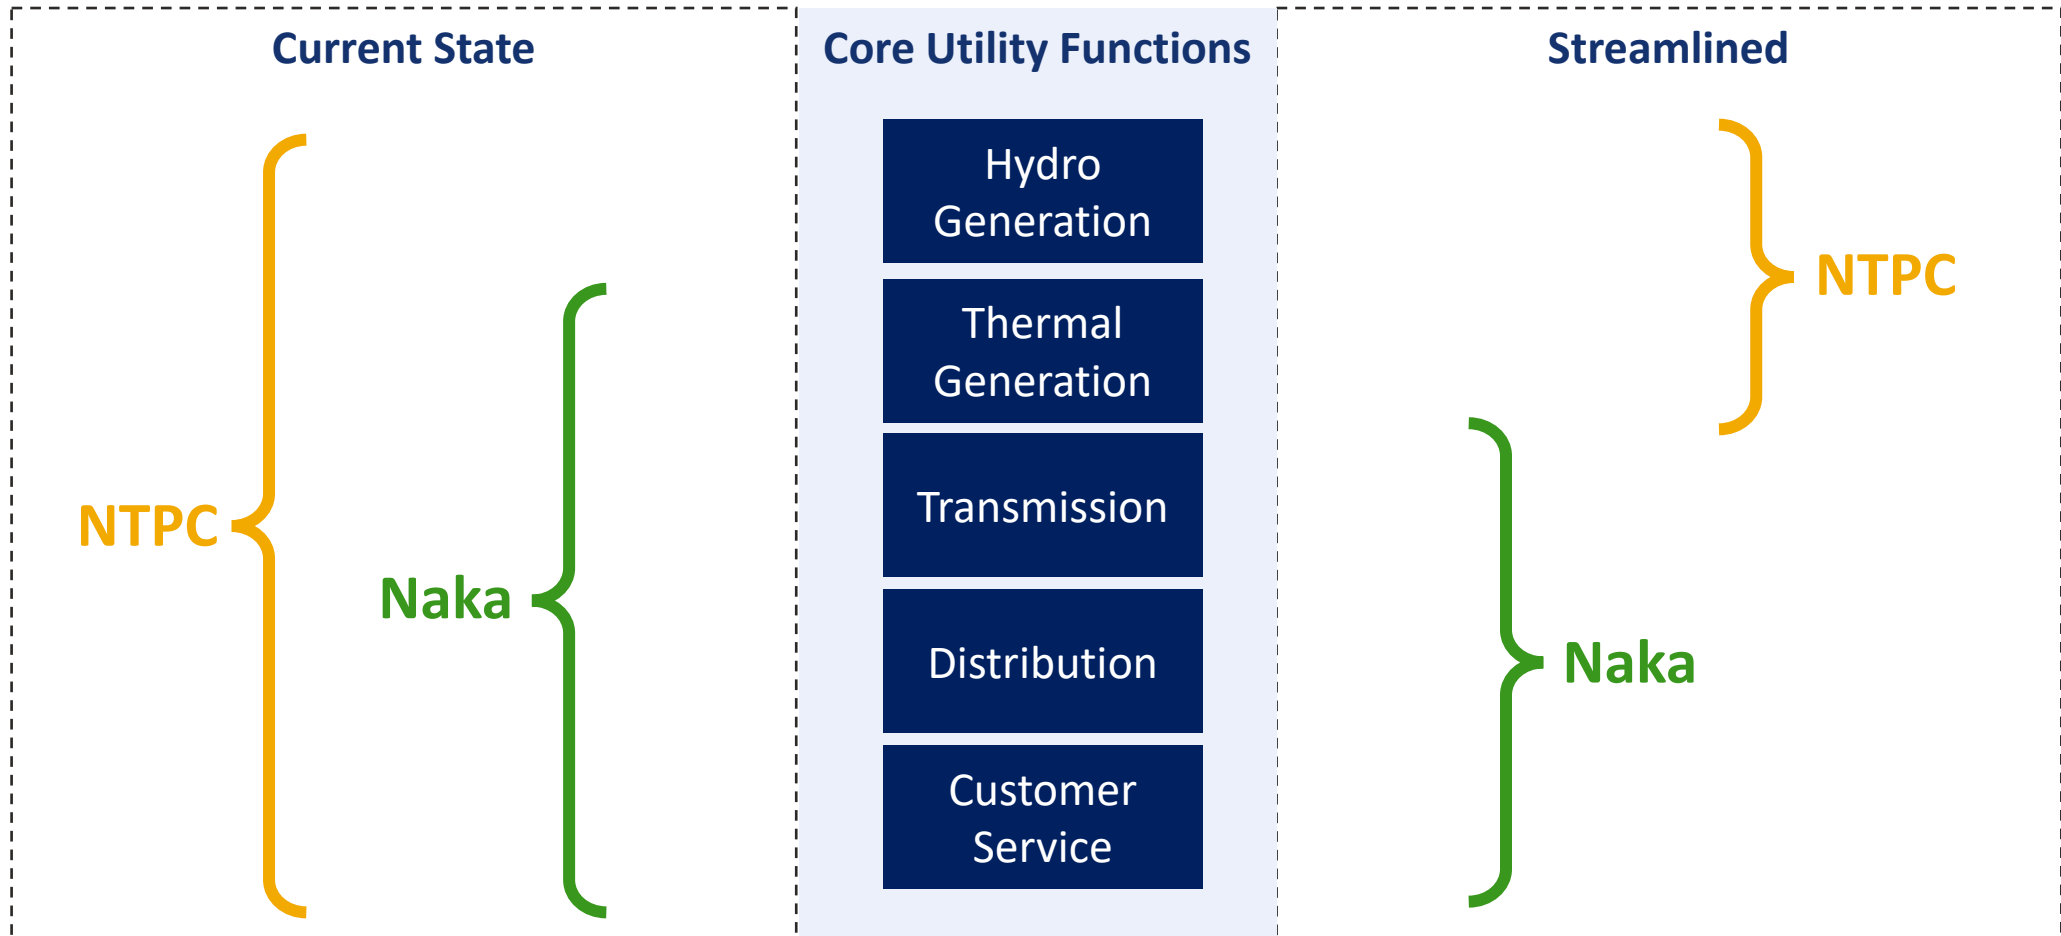 Current State
Core Utility Functions
Streamlined
Hydro
Generation
Thermal
Generation
Transmission
Distribution
Customer
Service
NTPC
Naka
NTPC
Naka